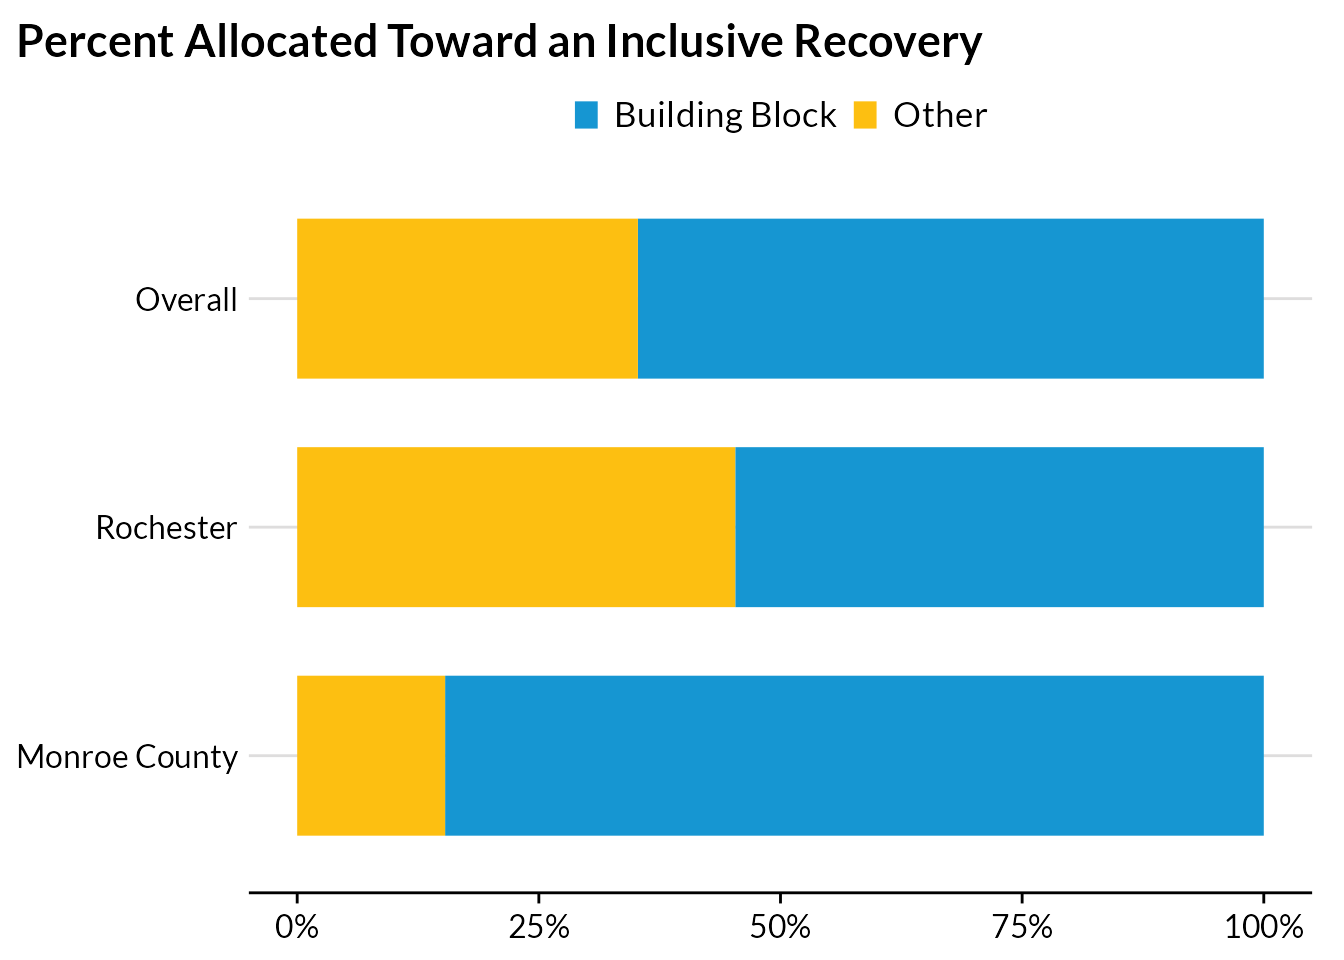 Percent Allocated Toward an Inclusive Recovery
Building Block Other
Overall
Rochester
Monroe County
0% 25% 50% 75% 100%